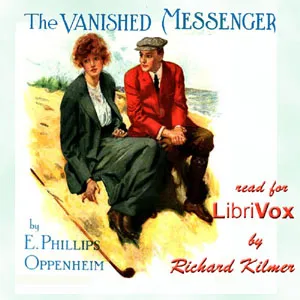 The VANISHED MESSENGER
by
E. PHILLIPS
OPPENHEIM
read for
LibriVox
by
Richard Kilmer